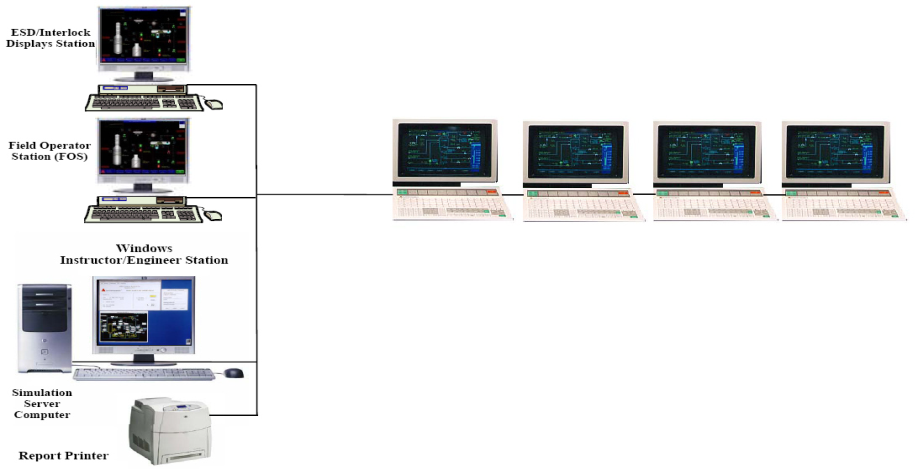 ESD/Interlock
Displays Station
Field Operator
Station (FOS)
Windows
Instructor/Engineer Station
Simulation
Server
Computer
Report Printer